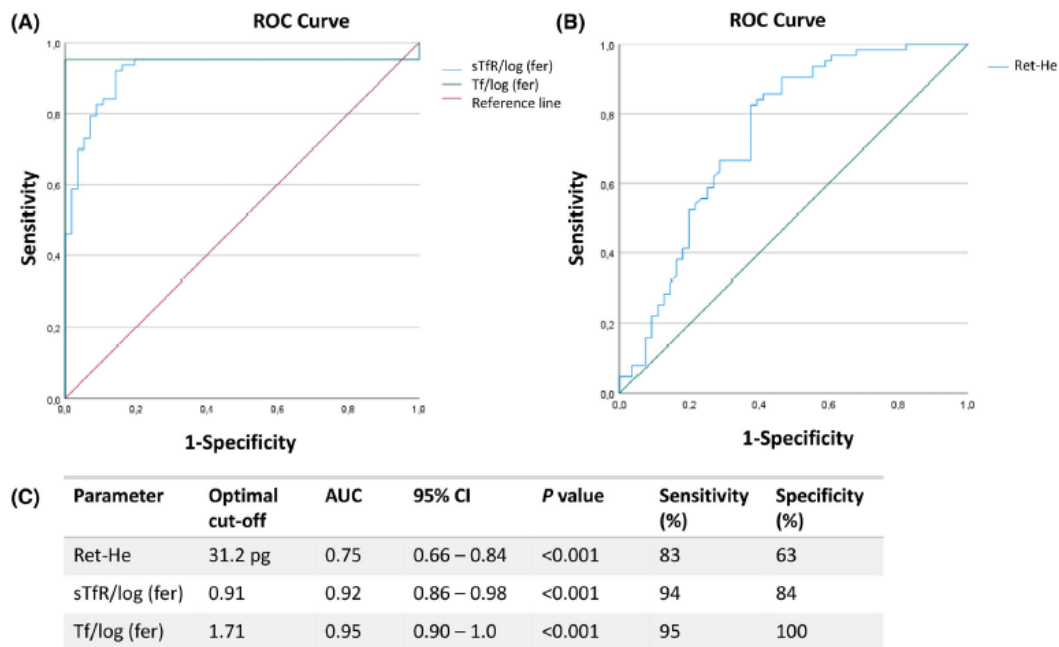 (A)
ROC Curve
1,0
0,8
0,6
0,4
0,2
0,0
Sensitivity
0,0 0,2 0,4 0,6 0,8 1,0
1-Specificity
sTfR/log (fer)
Tf/log (fer)
Reference line
(B)
ROC Curve
1,0
0,8
0,6
0,4
0,2
0,0
Sensitivity
0,0 0,2 0,4 0,6 0,8 1,0
1-Specificity
Ret-He
(C)
Parameter Optimal cut-off AUC 95% CI P value Sensitivity (%) Specificity (%)
Ret-He 31.2 pg 0.75 0.66 – 0.84 <0.001 83 63
sTfR/log (fer) 0.91 0.92 0.86 – 0.98 <0.001 94 84
Tf/log (fer) 1.71 0.95 0.90 – 1.0 <0.001 95 100